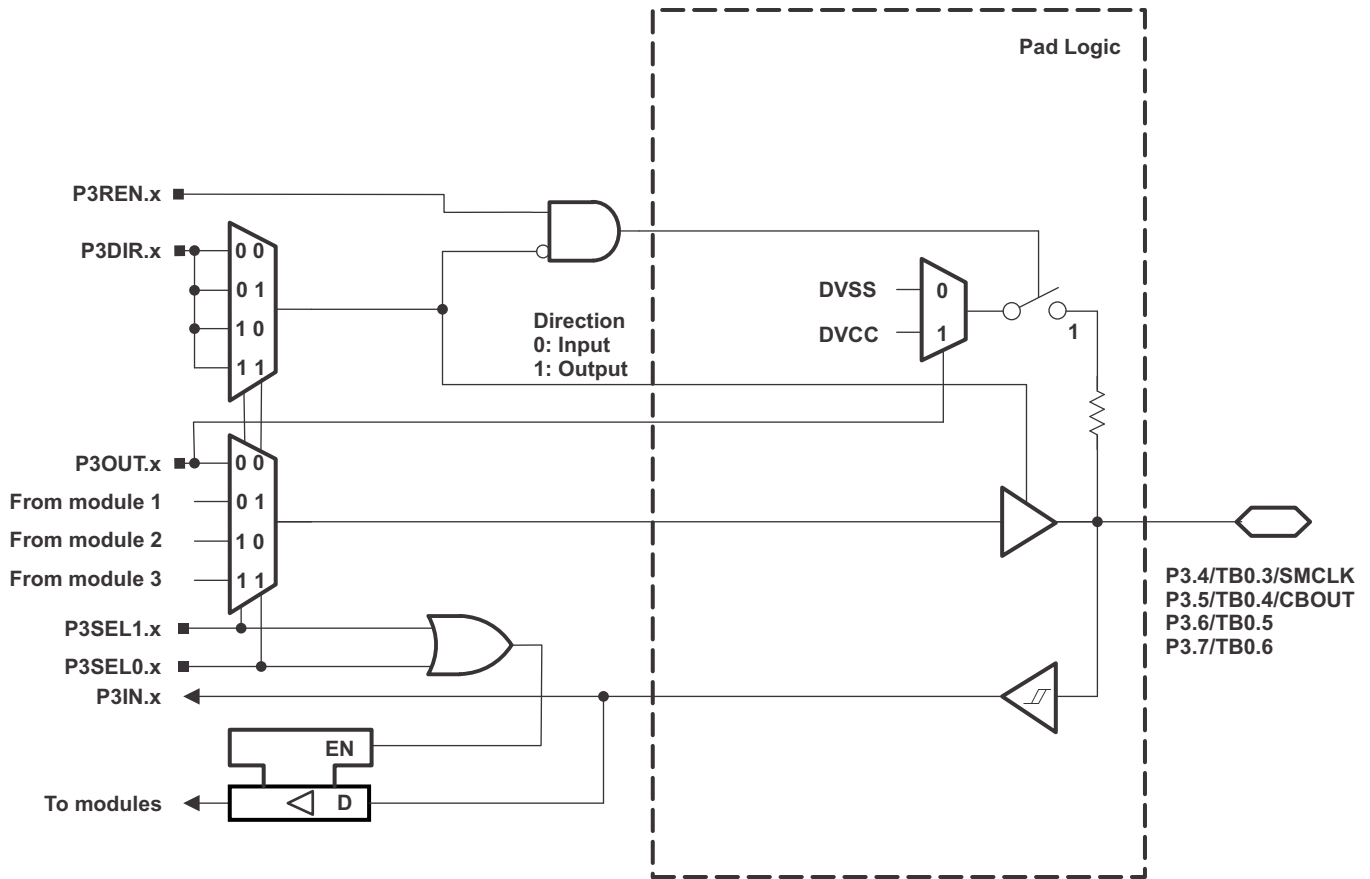 Pad Logic
P3REN.x
P3DIR.x
0 0
0 1
1 0
1 1
Direction
0: Input
1: Output
DVSS
DVCC
0
1
1
P3OUT.x
From module 1
From module 2
From module 3
0 0
0 1
1 0
1 1
P3SEL1.x
P3SEL0.x
P3IN.x
EN
D
To modules
P3.4/TB0.3/SMCLK
P3.5/TB0.4/CBOUT
P3.6/TB0.5
P3.7/TB0.6